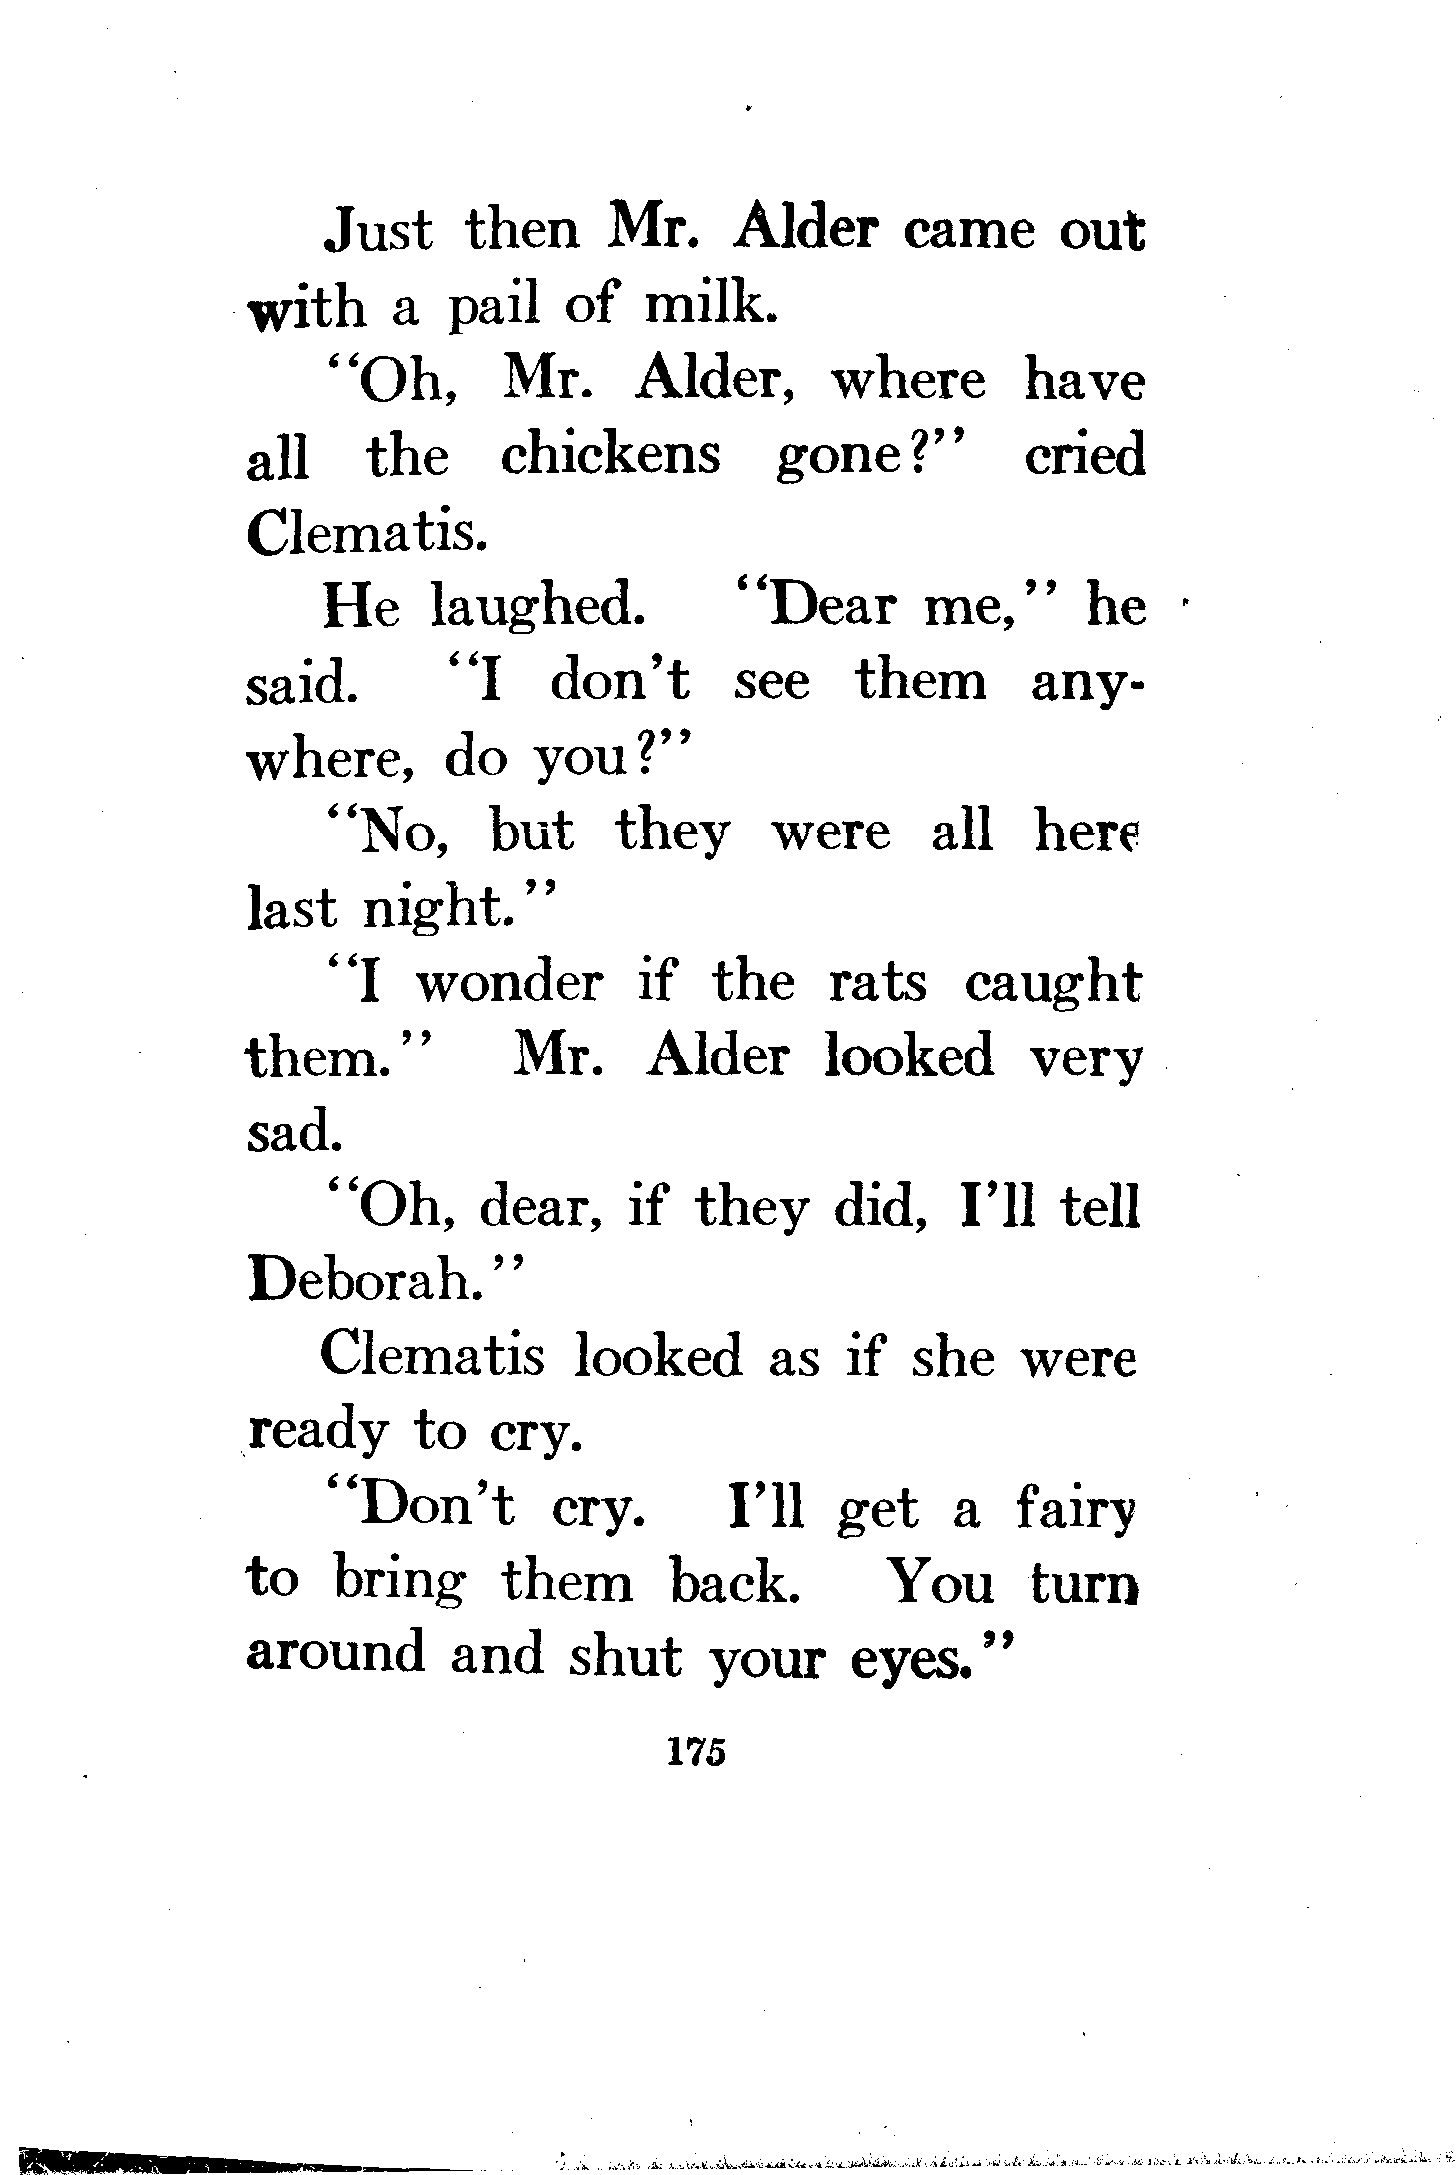 Just then Mr. Alder came out
with a pail of milk.
“Oh, Mr. Alder, where have
all the chickens gone?” cried
Clematis.
He laughed. “Dear me,” he
said. “I don’t see them any-
where, do you?”
“No, but they were all here
last night.”
“I wonder if the rats caught
them.” Mr. Alder looked very
sad.
“Oh, dear, if they did, I’ll tell
Deborah.”
Clematis looked as if she were
ready to cry.
“Don’t cry. I’ll get a fairy
to bring them back. You turn
around and shut your eyes.”
175